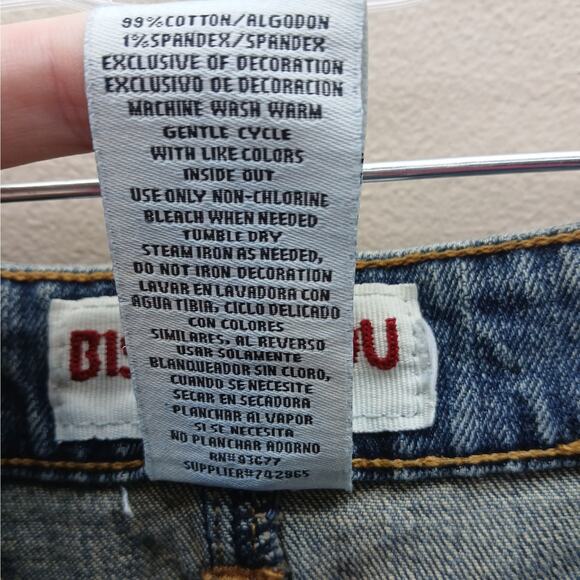 99%COTTON/ALGODON
1%SPANDEX/SPANDEX
EXCLUSIVE OF DECORATION
EXCLUSIVO DE DECORACIÓN
MACHINE WASH WARM
GENTLE CYCLE
WITH LIKE COLORS
INSIDE OUT
USE ONLY NON-CHLORINE
BLEACH WHEN NEEDED
TUMBLE DRY
STEAM IRON AS NEEDED,
DO NOT IRON DECORATION
LAVAR EN LAVADORA CON
AGUA TIBIA, CICLO DELICADO
CON COLORES
SIMILARES, AL REVERSO
USAR SOLAMENTE
BLANQUEADOR SIN CLORO,
CUANDO SE NECESITE
SECAR EN SECADORA
PLANCHAR AL VAPOR
SI SE NECESITA
NO PLANCHAR ADORNO
RN#93677
SUPPLIER#742965